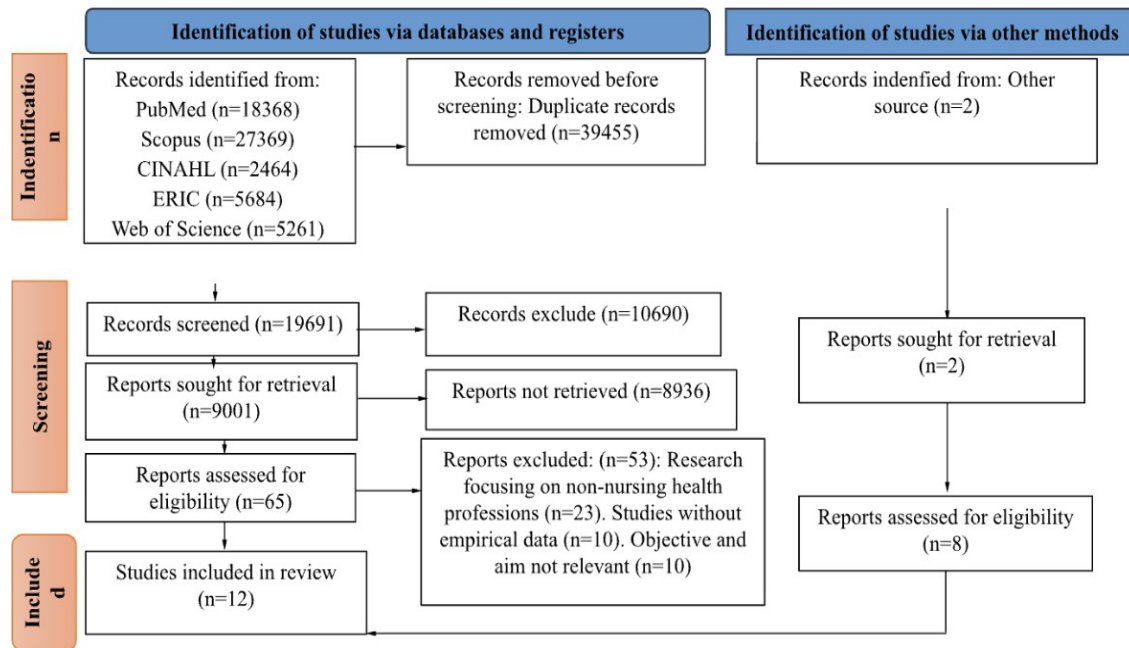 Identification of studies via databases and registers
Identification of studies via other methods
Indentificatio
n
Records identified from:
PubMed (n=18368)
Scopus (n=27369)
CINAHL (n=2464)
ERIC (n=5684)
Web of Science (n=5261)
Records removed before
screening: Duplicate records
removed (n=39455)
Records indenfied from: Other
source (n=2)
Screening
Records screened (n=19691)
Records exclude (n=10690)
Reports sought for retrieval
(n=9001)
Reports not retrieved (n=8936)
Reports sought for retrieval
(n=2)
Reports assessed for
eligibility (n=65)
Reports excluded: (n=53): Research
focusing on non-nursing health
professions (n=23). Studies without
empirical data (n=10). Objective and
aim not relevant (n=10)
Reports assessed for eligibility
(n=8)
Include
d
Studies included in review
(n=12)